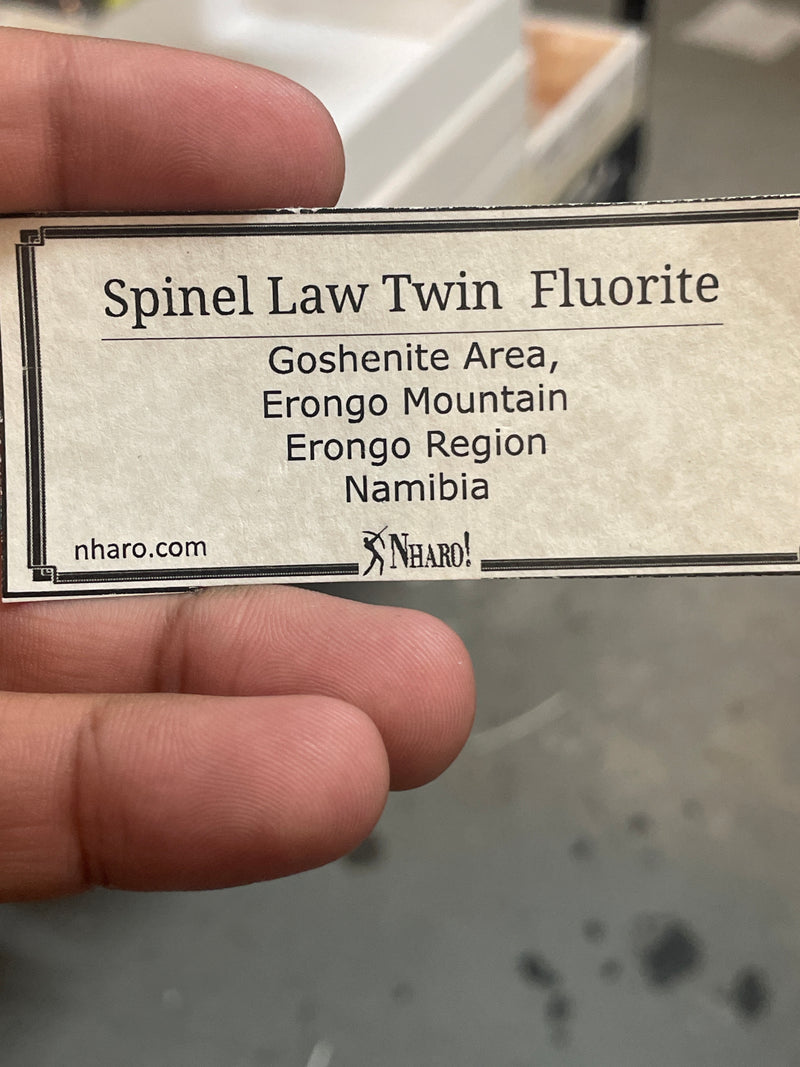 Spinel Law Twin Fluorite
Goshenite Area,
Erongo Mountain
Erongo Region
Namibia
nharo.com
NHARO!